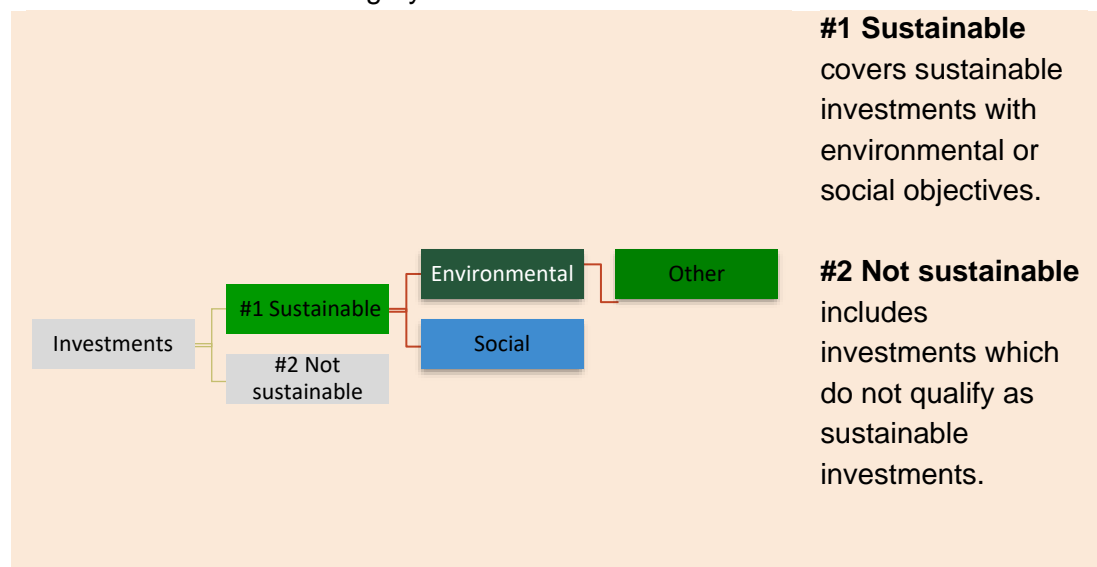 #1 Sustainable
covers sustainable
investments with
environmental or
social objectives.
#2 Not sustainable
includes
investments which
do not qualify as
sustainable
investments.
Investments
#1 Sustainable
#2 Not
sustainable
Environmental
Social
Other